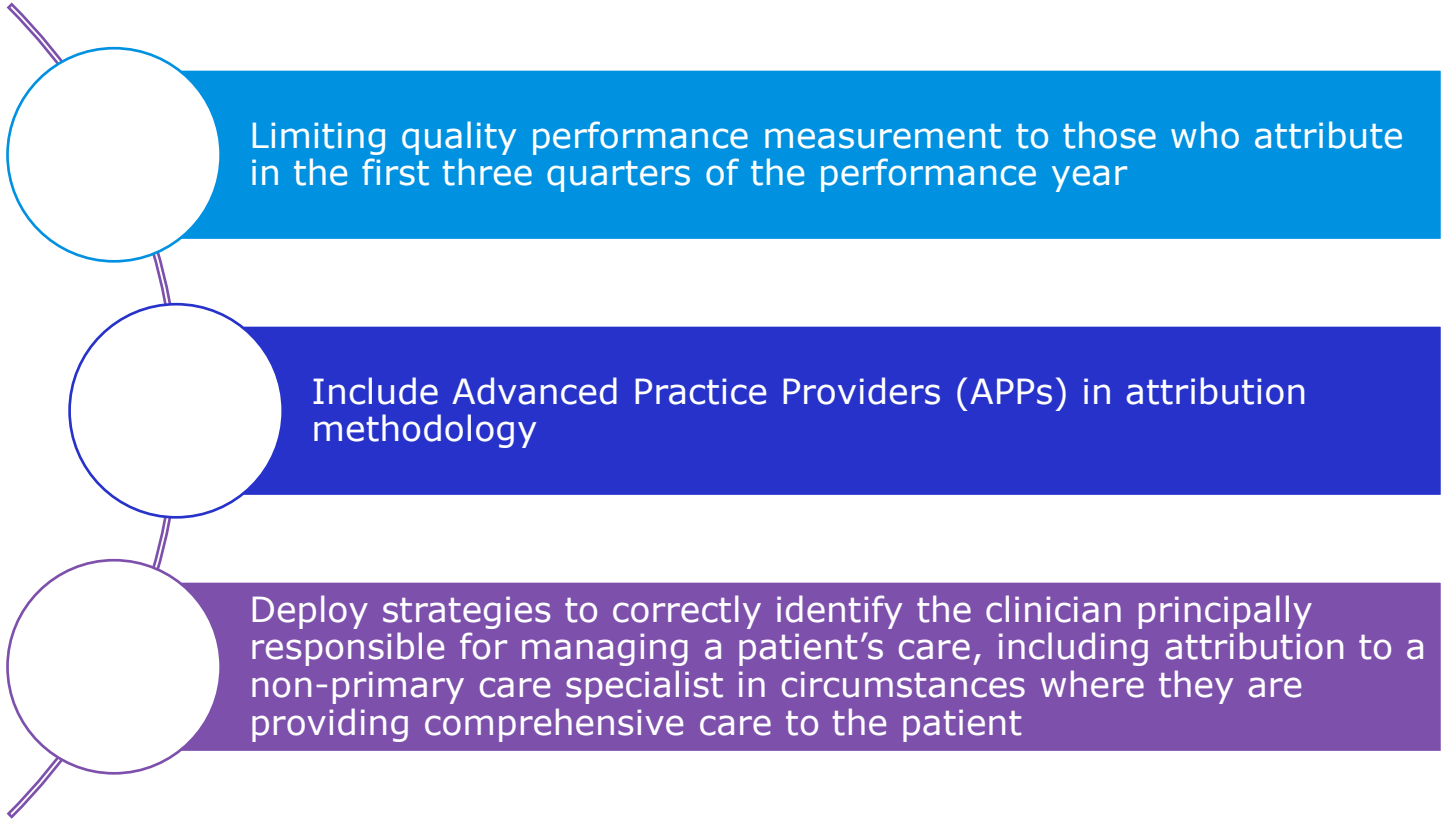 Limiting quality performance measurement to those who attribute
in the first three quarters of the performance year
Include Advanced Practice Providers (APPs) in attribution
methodology
Deploy strategies to correctly identify the clinician principally
responsible for managing a patient’s care, including attribution to a
non-primary care specialist in circumstances where they are
providing comprehensive care to the patient